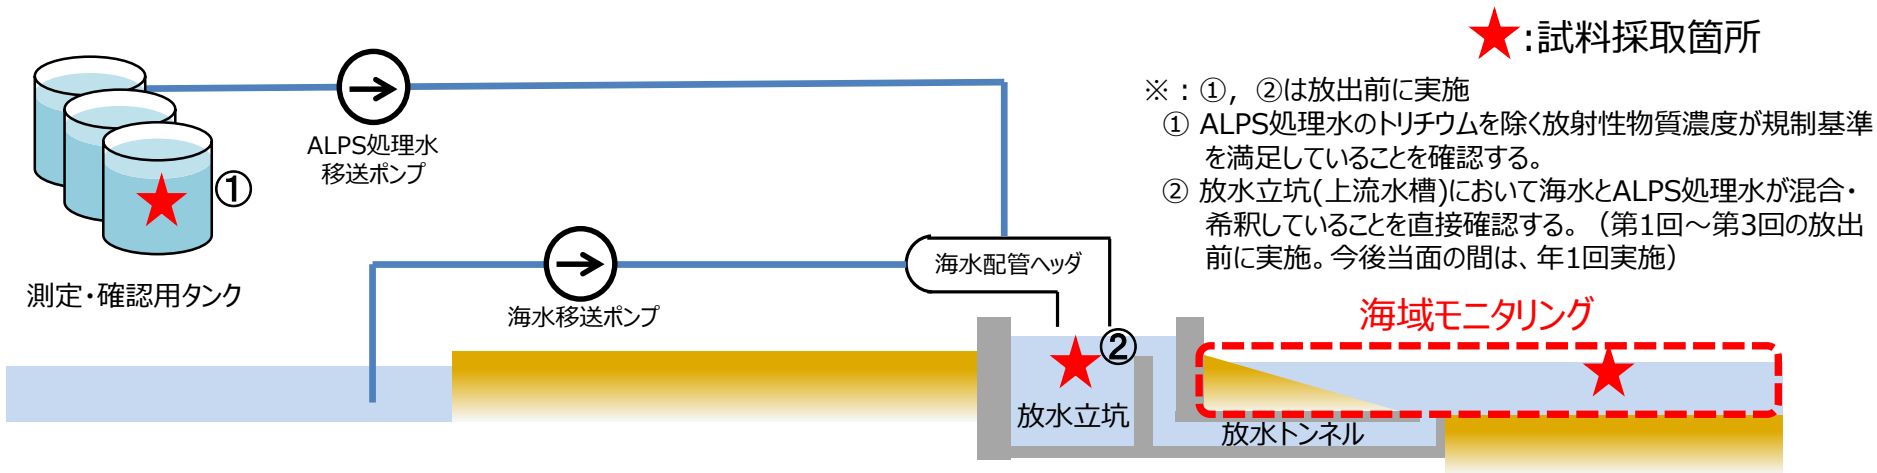 ★:試料採取箇所
※:①,②は放出前に実施
① ALPS処理水のトリチウムを除く放射性物質濃度が規制基準
を満足していることを確認する。
② 放水立坑(上流水槽)において海水とALPS処理水が混合・
希釈していることを直接確認する。(第1回~第3回の放出
前に実施。今後当面の間は、年1回実施)
ALPS処理水
移送ポンプ
①
測定・確認用タンク
海水配管ヘッダ
海水移送ポンプ
海域モニタリング
②
放水立坑
放水トンネル